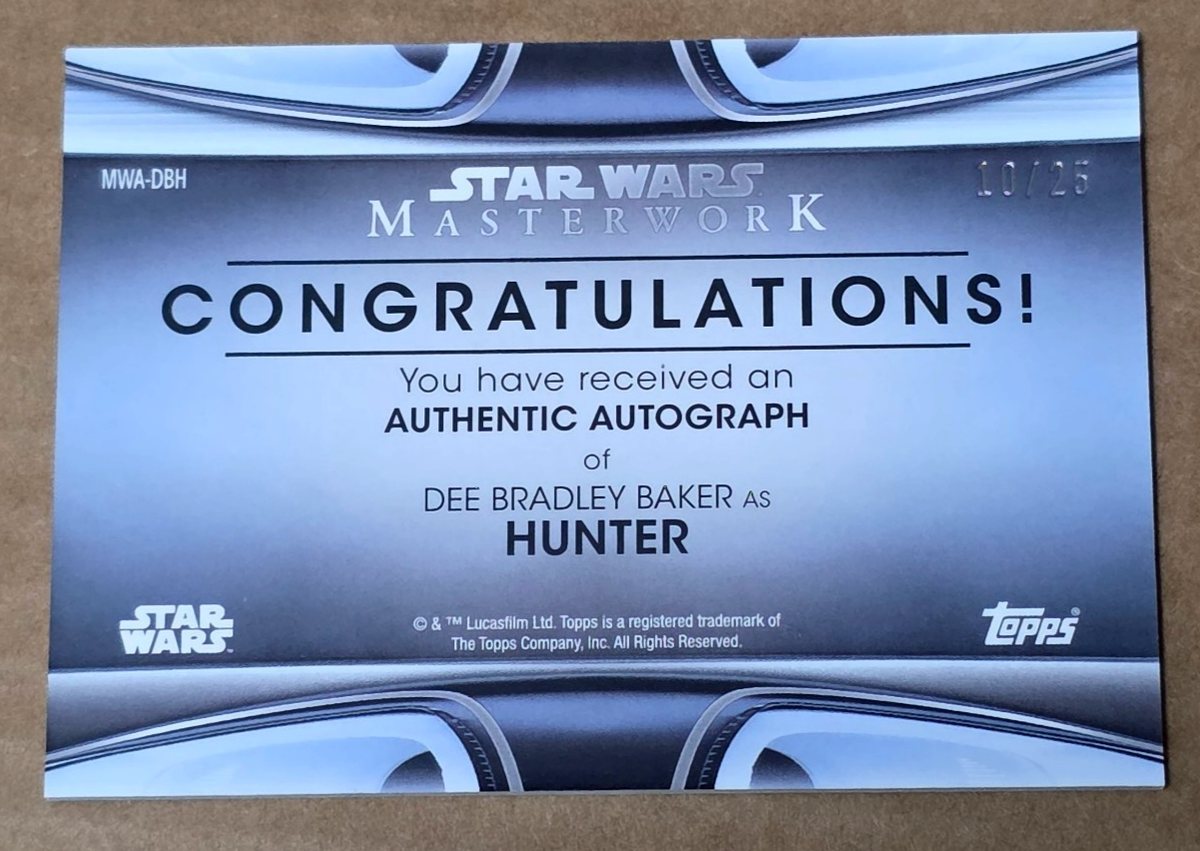 MWA-DBH
10/25
STAR WARS
MASTERWORK
CONGRATULATIONS!
You have received an
AUTHENTIC AUTOGRAPH
of
DEE BRADLEY BAKER AS
HUNTER
STAR
WARS™
© & ™ Lucasfilm Ltd. Topps is a registered trademark of
The Topps Company, Inc. All Rights Reserved.
Topps®